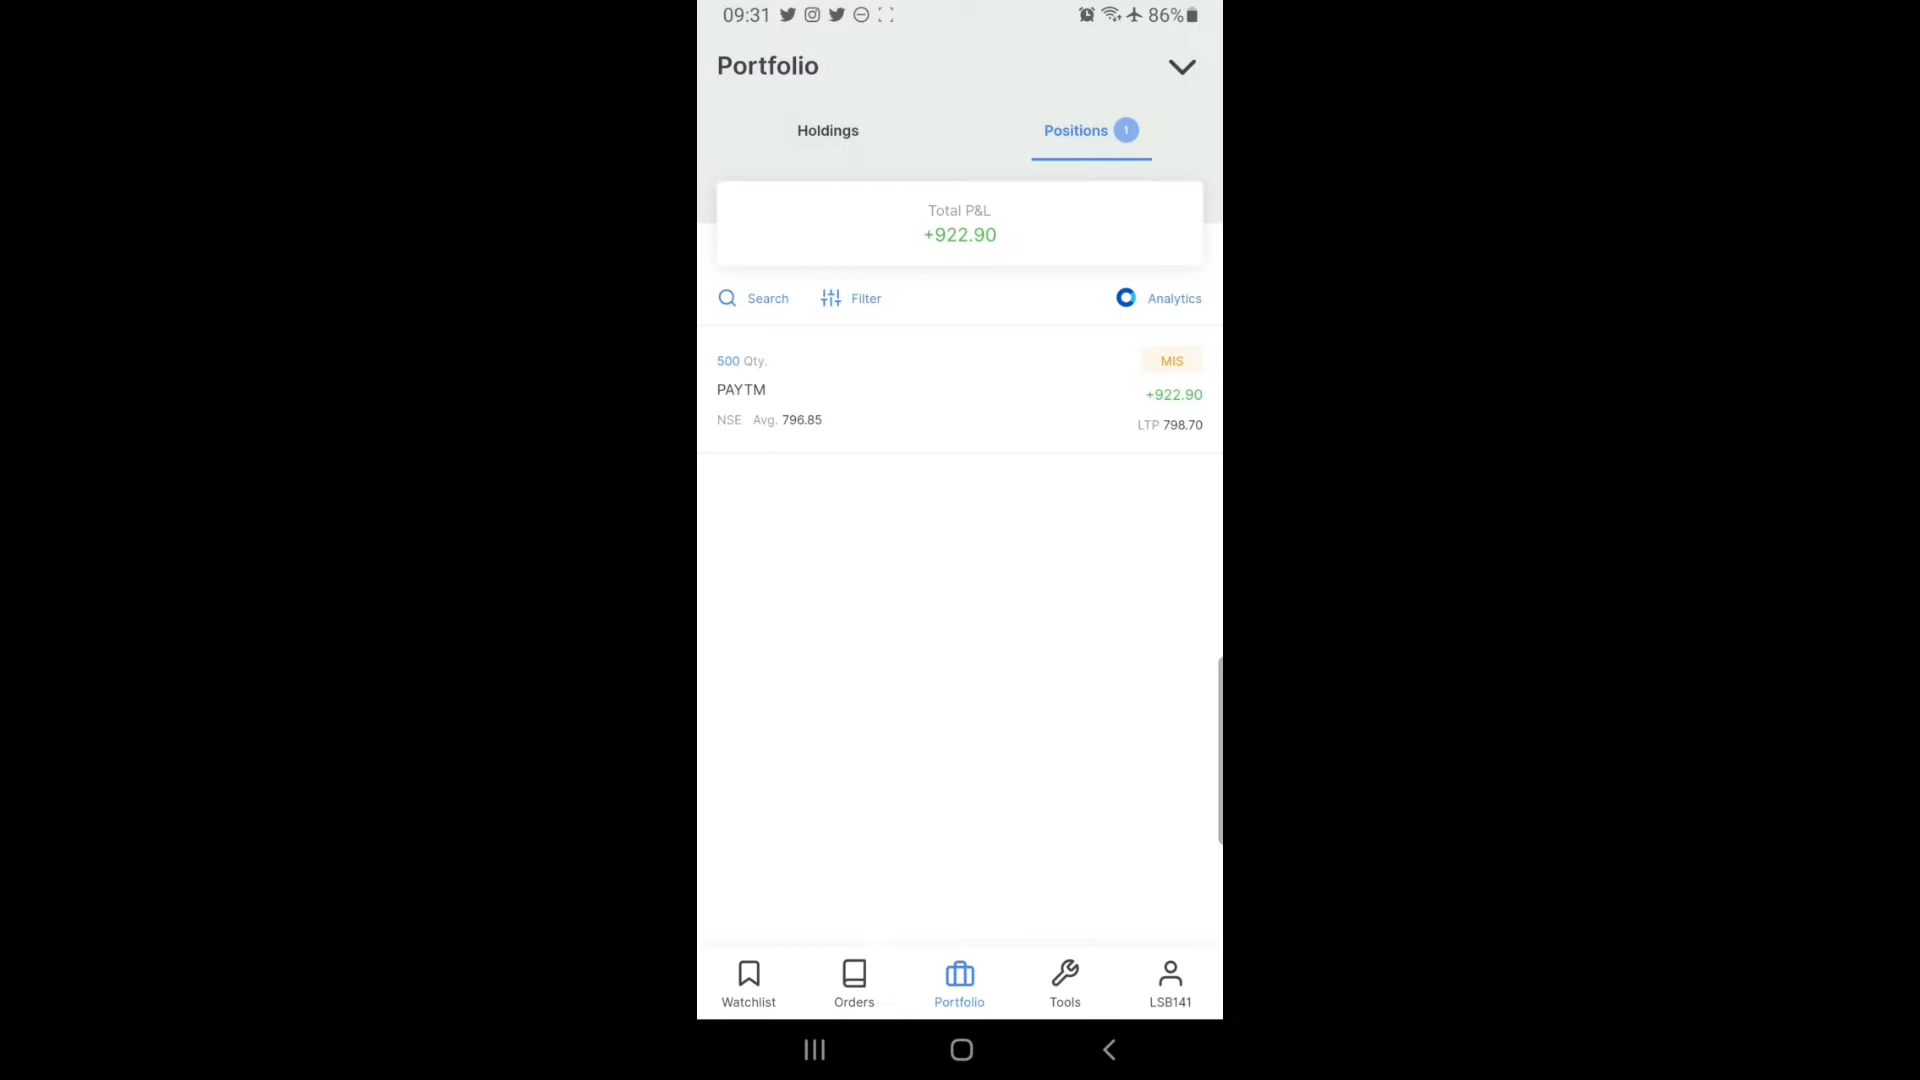 09:31 86%
Portfolio
Holdings Positions 1
Total P&L
+922.90
Search Filter Analytics
500 Qty. MIS
PAYTM +922.90
NSE Avg. 796.85 LTP 798.70
Watchlist Orders Portfolio Tools LSB141